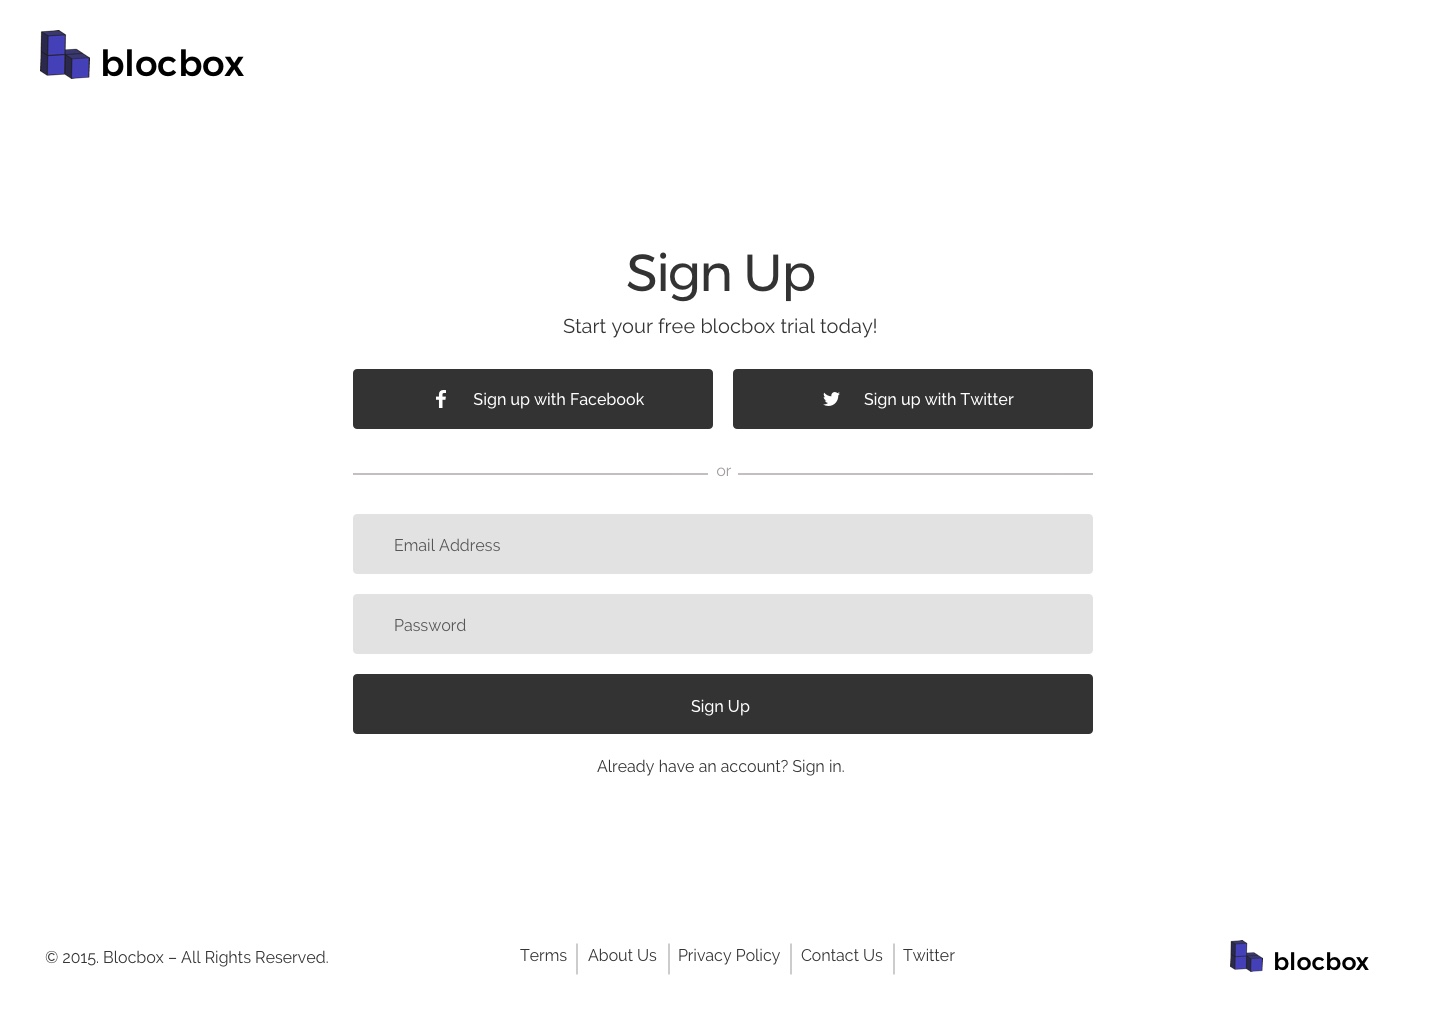 blocbox
Sign Up
Start your free blocbox trial today!
Sign up with Facebook
Sign up with Twitter
or
Email Address
Password
Sign Up
Already have an account? Sign in.
© 2015. Blocbox – All Rights Reserved.
Terms
About Us
Privacy Policy
Contact Us
Twitter
blocbox